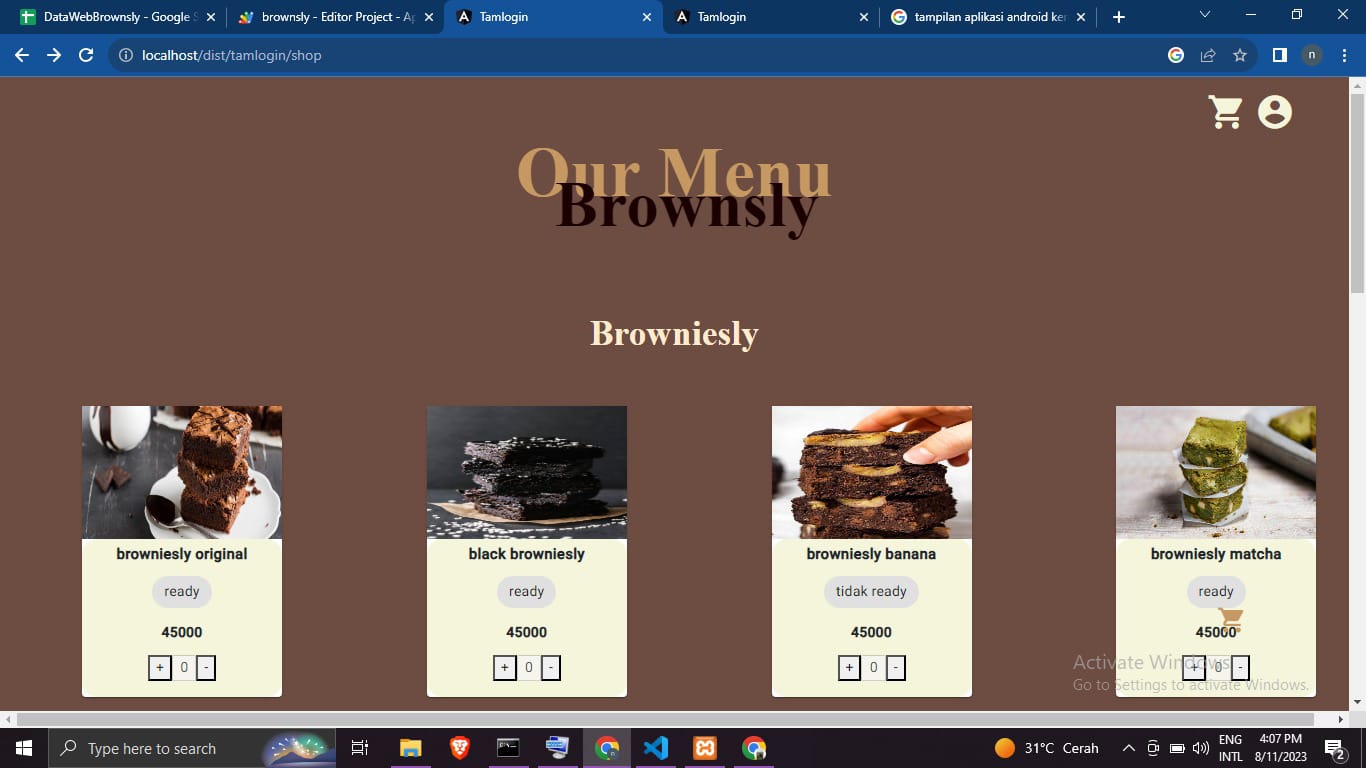 DataWebBrownsly - Google S
brownsly - Editor Project - Ap
Tamlogin
Tamlogin
tampilan aplikasi android ker
localhost/dist/tamlogin/shop
n
Our Menu
Brownsly
Browniesly
browniesly original
black browniesly
browniesly banana
browniesly matcha
ready
ready
tidak ready
ready
45000
45000
45000
45000
+ 0 -
+ 0 -
+ 0 -
+ 0 -
Activate Windows
Go to Settings to activate Windows.
Type here to search
31°C Cerah
ENG
INTL
4:07 PM
8/11/2023
2